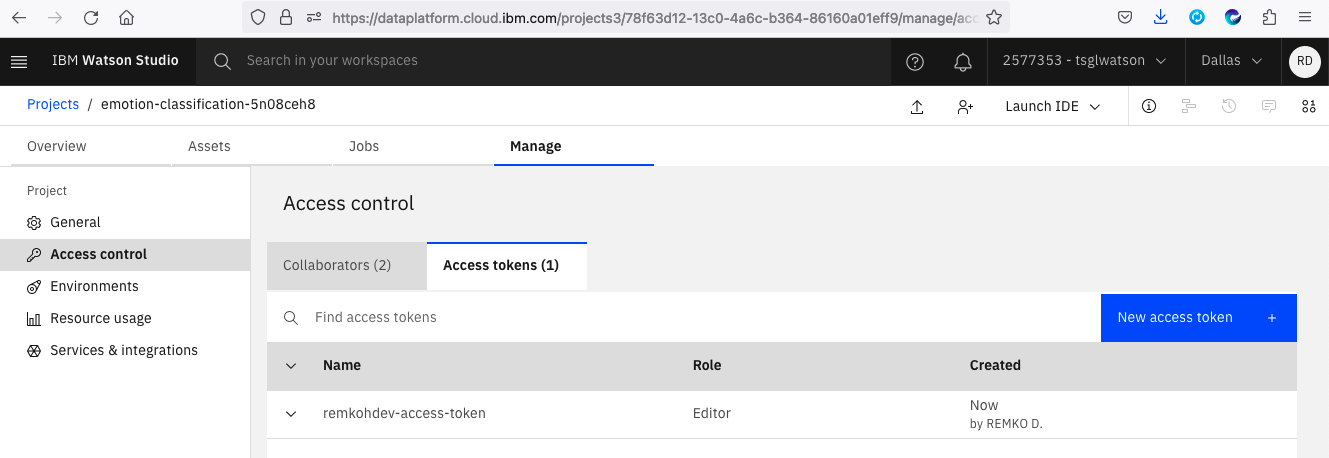 https://dataplatform.cloud.ibm.com/projects3/78f63d12-13c0-4a6c-b364-86160a01eff9/manage/acc
IBM Watson Studio
Search in your workspaces
2577353 - tsglwatson
Dallas
RD
Projects / emotion-classification-5n08ceh8
Launch IDE
Overview
Assets
Jobs
Manage
Project
General
Access control
Environments
Resource usage
Services & integrations
Access control
Collaborators (2)
Access tokens (1)
Find access tokens
New access token +
Name
Role
Created
remkohdev-access-token
Editor
Now
by REMKO D.